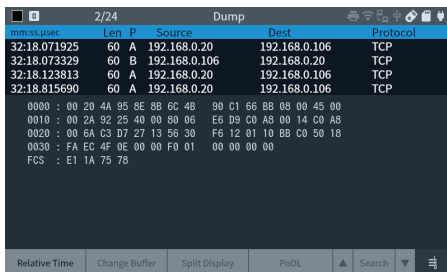 0 2/24 Dump
mm:ss.μsec Len P Source Dest Protocol
32:18.071925 60 A 192.168.0.20 192.168.0.106 TCP
32:18.073329 60 B 192.168.0.106 192.168.0.20 TCP
32:18.123813 60 A 192.168.0.20 192.168.0.106 TCP
32:18.815690 60 A 192.168.0.20 192.168.0.106 TCP
0000 : 00 20 4A 95 8E 8B 6C 4B 90 C1 66 BB 08 00 45 00
0010 : 00 2A 92 25 40 00 80 06 E6 D9 C0 A8 00 14 C0 A8
0020 : 00 6A C3 D7 27 13 56 30 F6 12 01 10 BB C0 50 18
0030 : FA EC 4F 0E 00 00 F0 01 00 00 00 00
FCS : E1 1A 75 78
Relative Time Change Buffer Split Display PoDL ▲ Search ▼